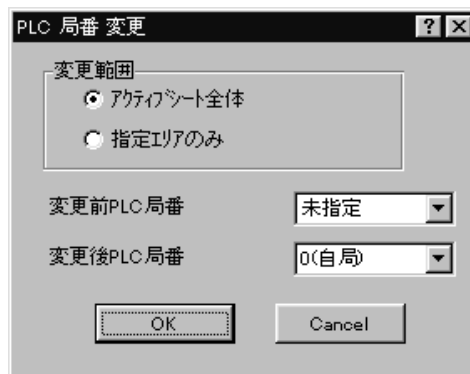 PLC 局番 変更
変更範囲
ｱｸﾃｨﾌﾞｼｰﾄ全体
指定ｴﾘｱのみ
変更前PLC局番 未指定
変更後PLC局番 0(自局)
OK Cancel